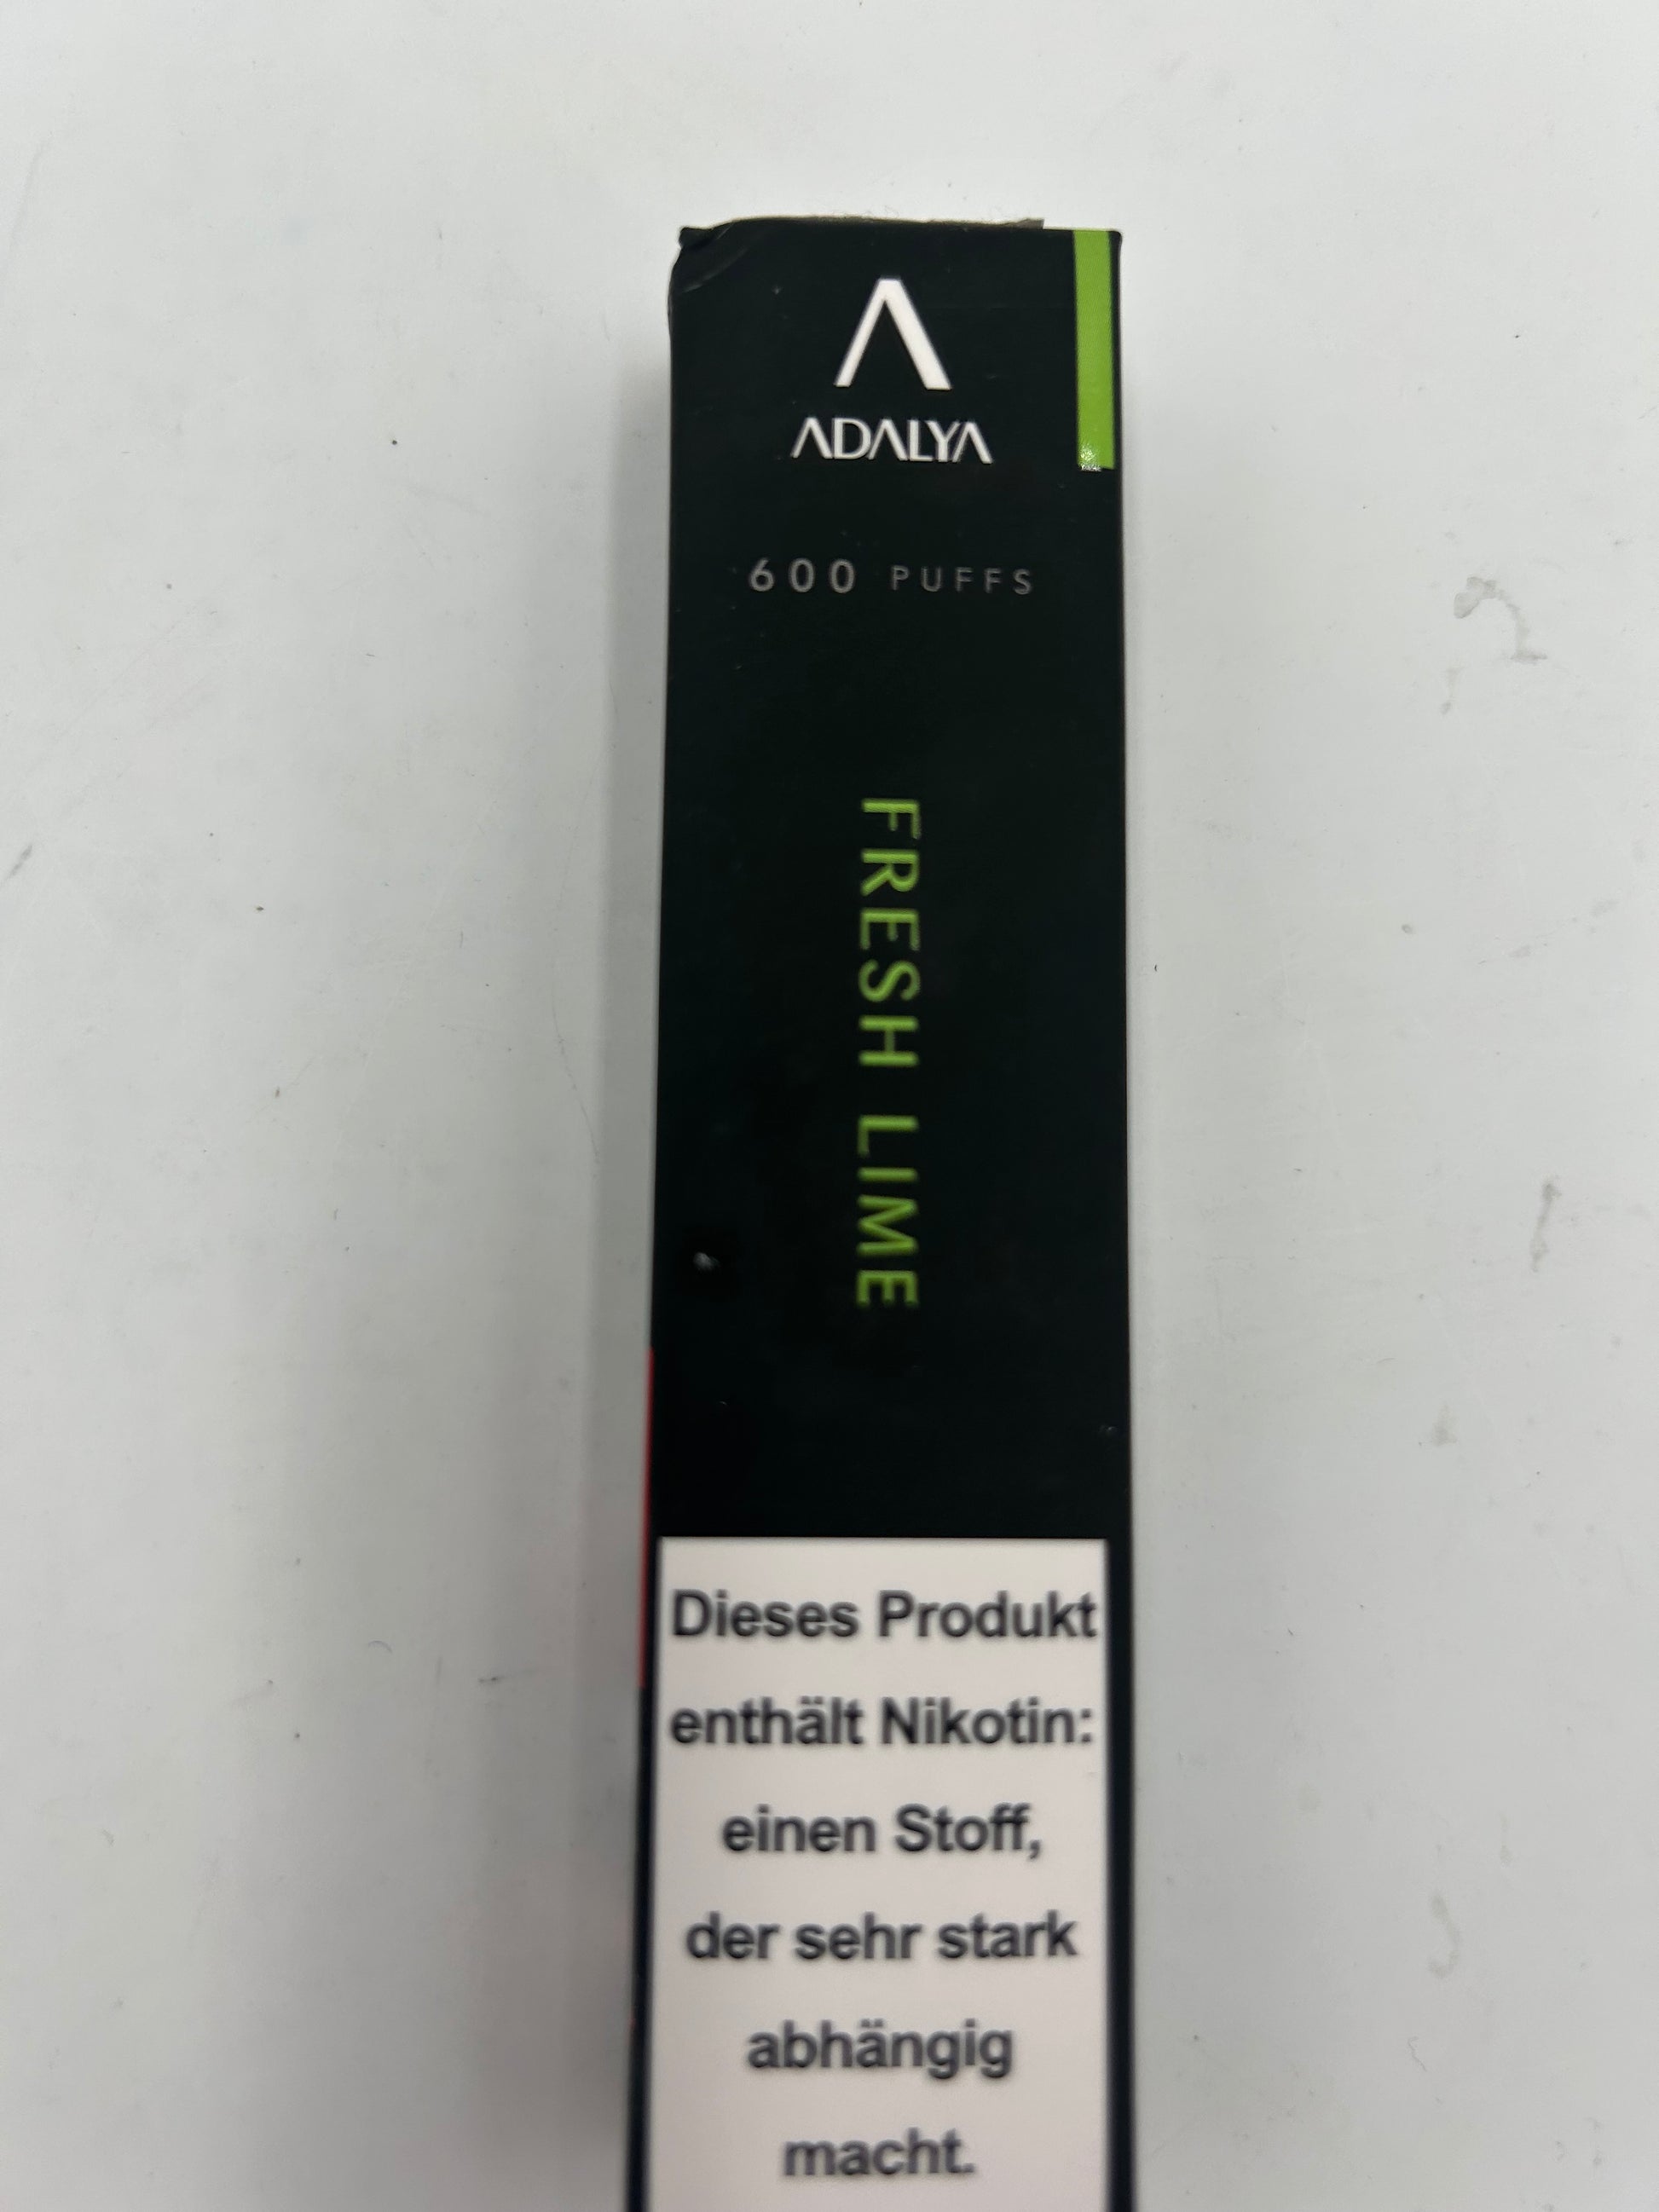 ADALYA
600 PUFFS
FRESH LIME
Dieses Produkt
enthält Nikotin:
einen Stoff,
der sehr stark
abhängig
macht.